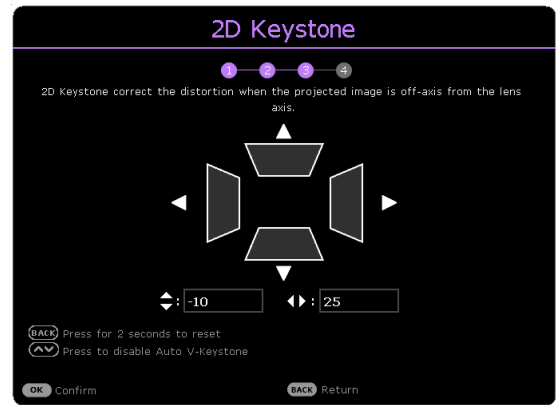 2D Keystone
1 2 3 4
2D Keystone correct the distortion when the projected image is off-axis from the lens
axis.
: -10 : 25
BACK Press for 2 seconds to reset
Press to disable Auto V-Keystone
OK Confirm BACK Return